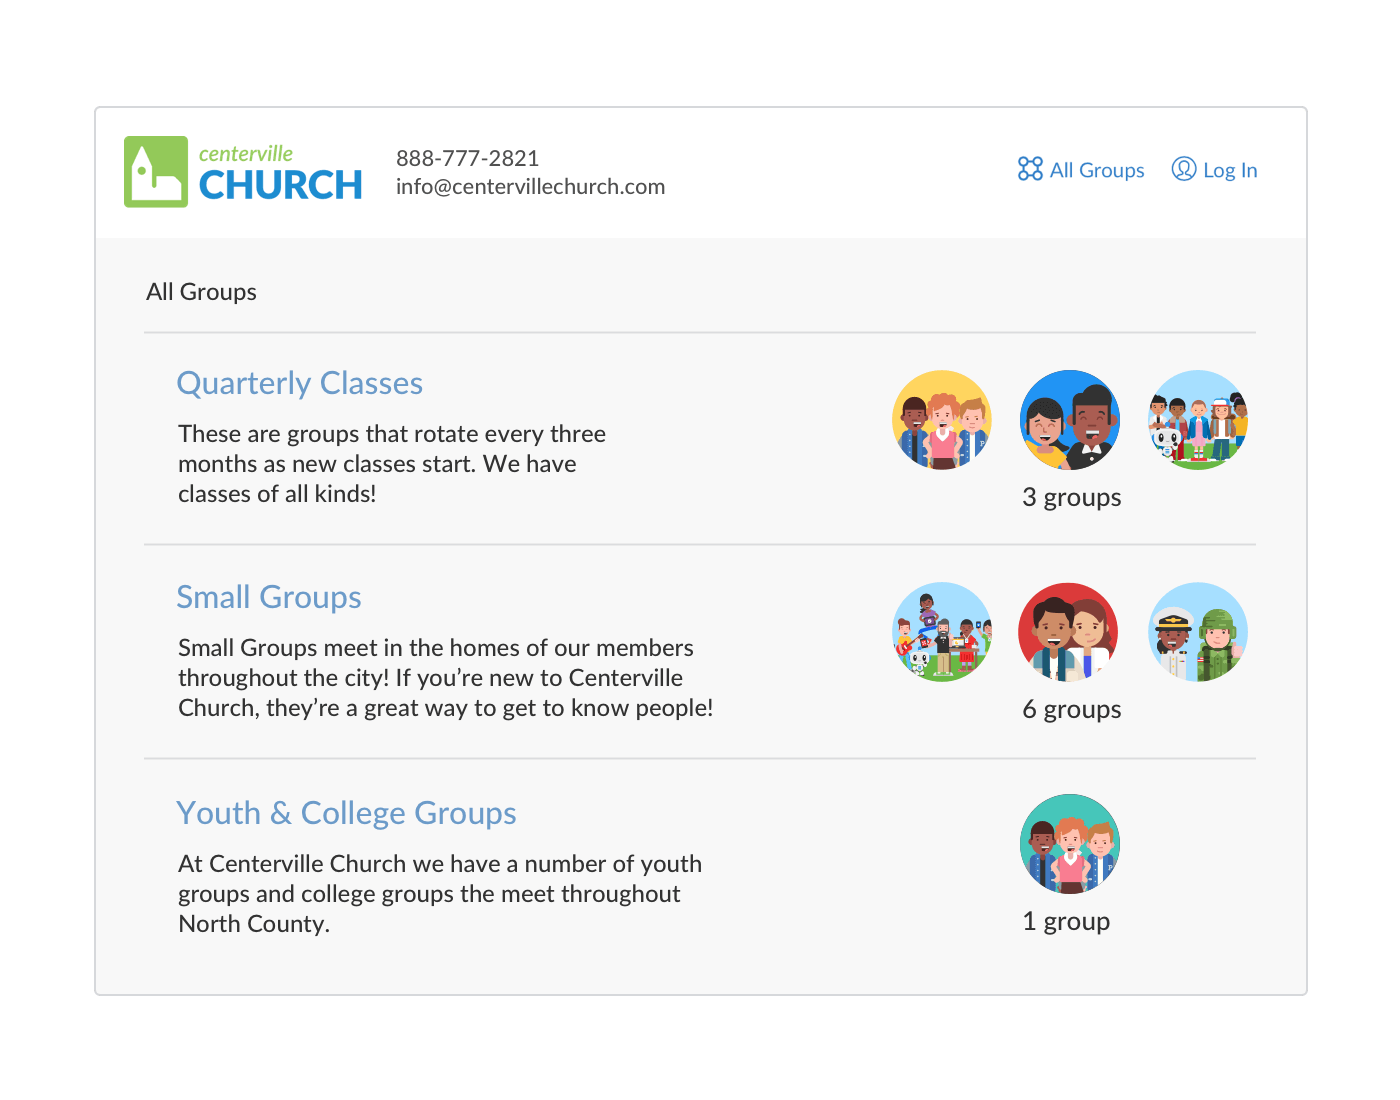 centerville
CHURCH
888-777-2821
info@centervillechurch.com
All Groups
Log In
All Groups
Quarterly Classes
These are groups that rotate every three
months as new classes start. We have
classes of all kinds!
3 groups
Small Groups
Small Groups meet in the homes of our members
throughout the city! If you’re new to Centerville
Church, they’re a great way to get to know people!
6 groups
Youth & College Groups
At Centerville Church we have a number of youth
groups and college groups the meet throughout
North County.
1 group